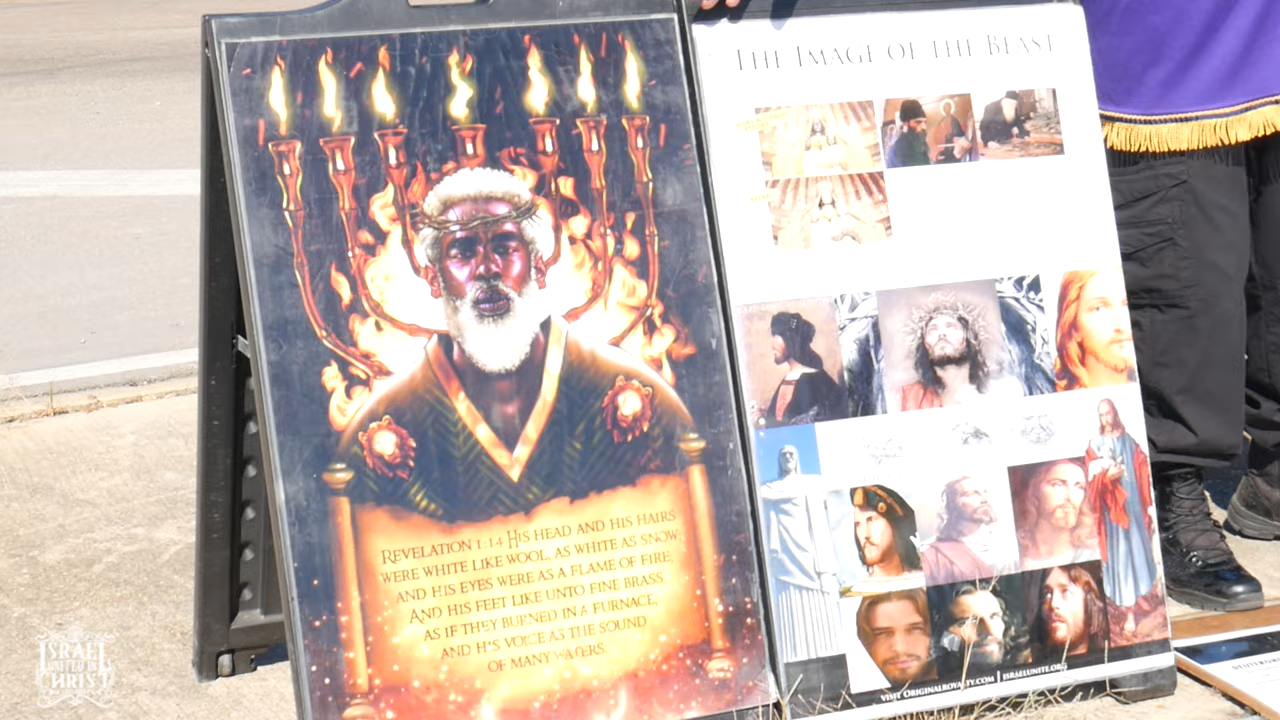 THE IMAGE OF THE BEAST
REVELATION 1:14 HIS HEAD AND HIS HAIRS
WERE WHITE LIKE WOOL, AS WHITE AS SNOW;
AND HIS EYES WERE AS A FLAME OF FIRE;
AND HIS FEET LIKE UNTO FINE BRASS,
AS IF THEY BURNED IN A FURNACE;
AND HIS VOICE AS THE SOUND
OF MANY WATERS.
VISIT ORIGINALROYALTY.COM | ISRAELUNITE.ORG
ISRAEL
UNITED IN
CHRIST